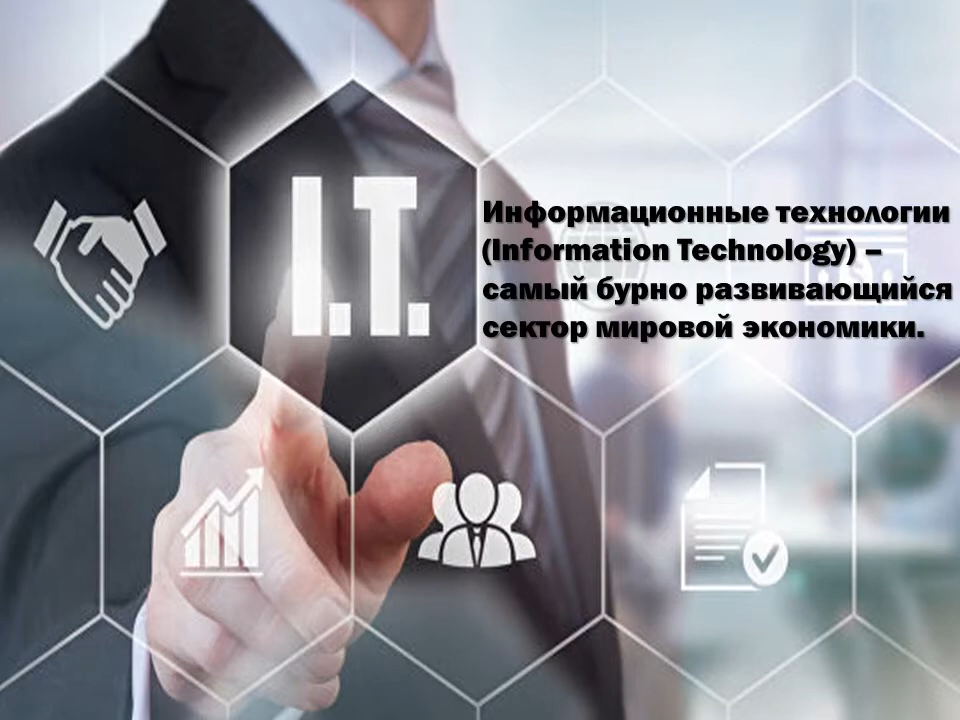 I.T.
Информационные технологии
(Information Technology) –
самый бурно развивающийся
сектор мировой экономики.